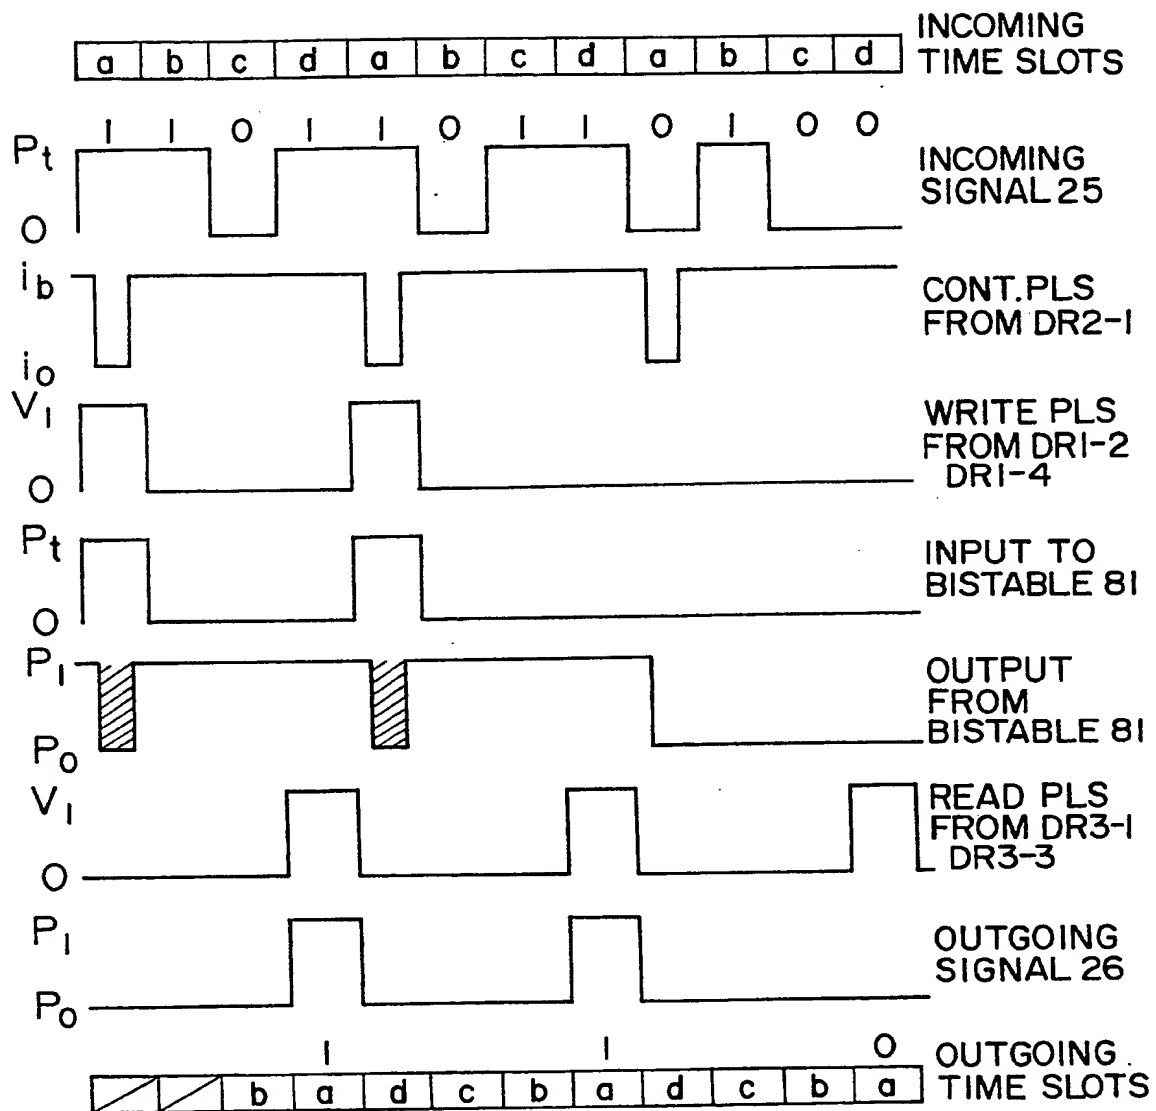 a b c d a b c d a b c d
INCOMING
TIME SLOTS
1 1 0 1 1 0 1 1 0 1 0 0
Pt
0
INCOMING
SIGNAL 25
ib
io
CONT. PLS
FROM DR2-1
V1
0
WRITE PLS
FROM DR1-2
DR1-4
Pt
0
INPUT TO
BISTABLE 81
P1
P0
OUTPUT
FROM
BISTABLE 81
V1
0
READ PLS
FROM DR3-1
DR3-3
P1
P0
OUTGOING
SIGNAL 26
1 1 0
b a d c b a d c b a
OUTGOING
TIME SLOTS